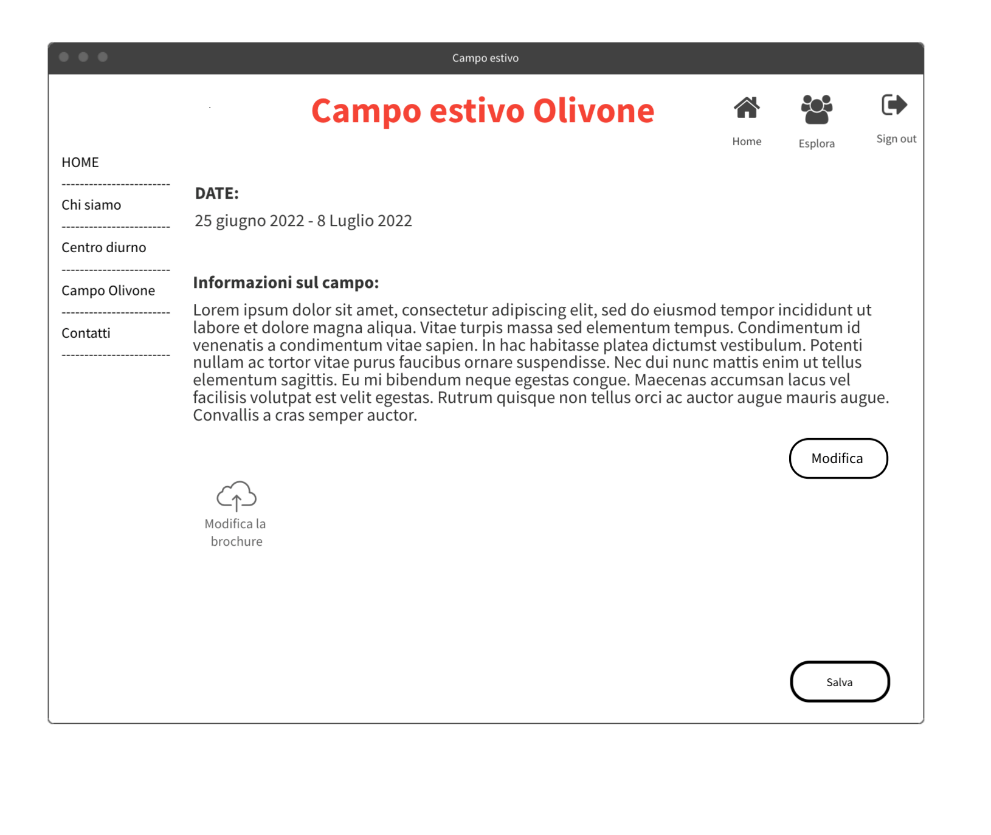 Campo estivo
Campo estivo Olivone
Home
Esplora
Sign out
HOME
------------------------
Chi siamo
------------------------
Centro diurno
------------------------
Campo Olivone
------------------------
Contatti
------------------------
DATE:
25 giugno 2022 - 8 Luglio 2022
Informazioni sul campo:
Lorem ipsum dolor sit amet, consectetur adipiscing elit, sed do eiusmod tempor incididunt ut
labore et dolore magna aliqua. Vitae turpis massa sed elementum tempus. Condimentum id
venenatis a condimentum vitae sapien. In hac habitasse platea dictumst vestibulum. Potenti
nullam ac tortor vitae purus faucibus ornare suspendisse. Nec dui nunc mattis enim ut tellus
elementum sagittis. Eu mi bibendum neque egestas congue. Maecenas accumsan lacus vel
facilisis volutpat est velit egestas. Rutrum quisque non tellus orci ac auctor augue mauris augue.
Convallis a cras semper auctor.
Modifica
Modifica la
brochure
Salva